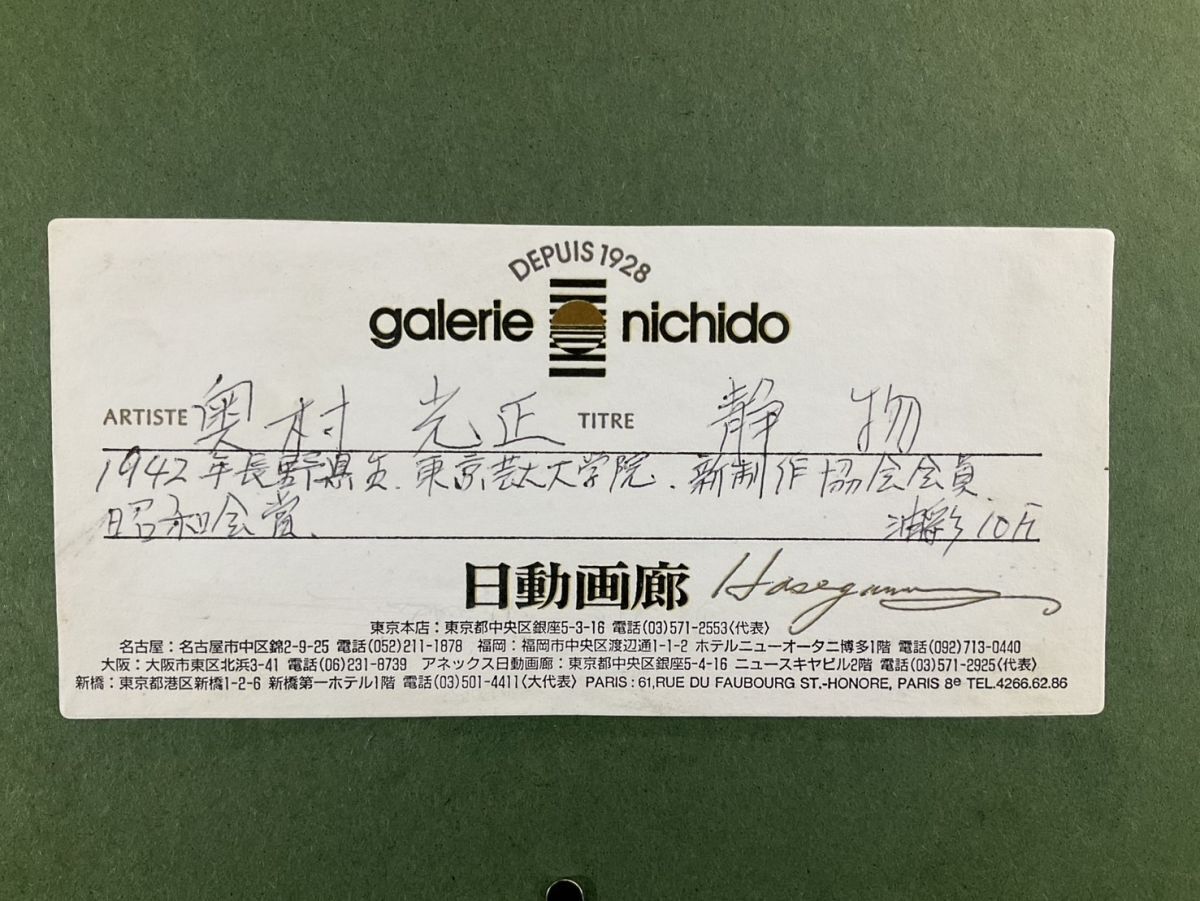 DEPUIS 1928
galerie nichido
ARTISTE 奥村 光正 TITRE 静物
1942年長野県生、東京芸大大学院、新制作協会会員、
昭和会賞、 油彩10F
日動画廊 Hasegawa
東京本店：東京都中央区銀座5-3-16 電話(03)571-2553〈代表〉
名古屋：名古屋市中区錦2-9-25 電話(052)211-1878 福岡：福岡市中央区渡辺通1-1-2 ホテルニューオータニ博多1階 電話(092)713-0440
大阪：大阪市東区北浜3-41 電話(06)231-8739 アネックス日動画廊：東京都中央区銀座5-4-16 ニュースキヤビル2階 電話(03)571-2925〈代表〉
新橋：東京都港区新橋1-2-6 新橋第一ホテル1階 電話(03)501-4411〈大代表〉 PARIS : 61,RUE DU FAUBOURG ST.-HONORE, PARIS 8e TEL.4266.62.86